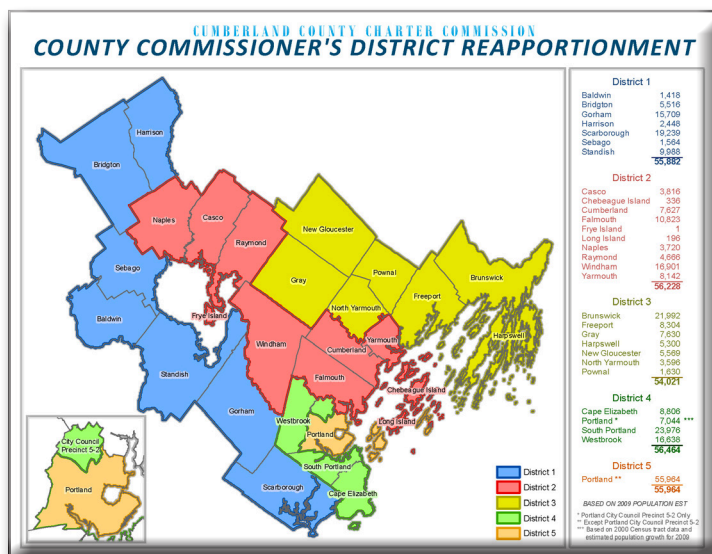 CUMBERLAND COUNTY CHARTER COMMISSION
COUNTY COMMISSIONER'S DISTRICT REAPPORTIONMENT
Harrison
Bridgton
Naples
Casco
Raymond
New Gloucester
Gray
Pownal
Brunswick
North Yarmouth
Freeport
Harpswell
Sebago
Frye Island
Baldwin
Windham
Yarmouth
Cumberland
Standish
Falmouth
Chebeague Island
Gorham
Westbrook
Long Island
Portland
South Portland
Scarborough
Cape Elizabeth
City Council
Precinct 5-2
Portland
District 1
District 2
District 3
District 4
District 5
District 1
Baldwin 1,418
Bridgton 5,516
Gorham 15,709
Harrison 2,448
Scarborough 19,239
Sebago 1,564
Standish 9,988
55,882
District 2
Casco 3,816
Chebeague Island 336
Cumberland 7,627
Falmouth 10,823
Frye Island 1
Long Island 196
Naples 3,720
Raymond 4,666
Windham 16,901
Yarmouth 8,142
56,228
District 3
Brunswick 21,992
Freeport 8,304
Gray 7,630
Harpswell 5,300
New Gloucester 5,569
North Yarmouth 3,596
Pownal 1,630
54,021
District 4
Cape Elizabeth 8,806
Portland * 7,044 ***
South Portland 23,976
Westbrook 16,638
56,464
District 5
Portland ** 55,964
55,964
BASED ON 2009 POPULATION EST
* Portland City Council Precinct 5-2 Only
** Except Portland City Council Precinct 5-2
*** Based on 2000 Census tract data and
estimated population growth for 2009